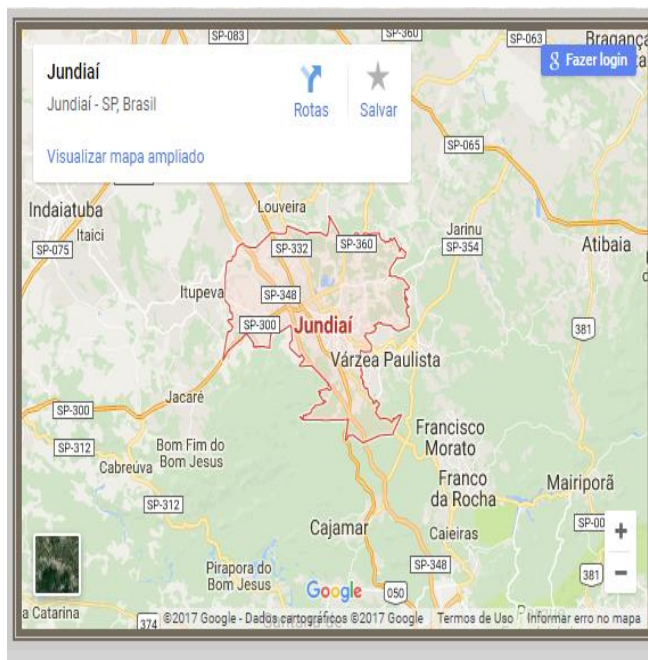 SP-083
SP-360
SP-063
Bragança
Jundiaí
Jundiaí - SP, Brasil
Rotas
Salvar
Visualizar mapa ampliado
Fazer login
SP-065
Indaiatuba
Itaici
SP-075
Louveira
SP-332
SP-360
Jarinu
SP-354
Atibaia
Itupeva
SP-348
SP-300
Jundiaí
381
Várzea Paulista
Jacaré
SP-300
SP-312
Bom Fim do
Bom Jesus
Cabreúva
Francisco
Morato
Franco
da Rocha
Mairiporã
SP-312
Cajamar
Caieiras
SP-00
+
Pirapora do
Bom Jesus
SP-348
381
−
Google
050
a Catarina
374
©2017 Google - Dados cartográficos ©2017 Google
Termos de Uso
Informar erro no mapa